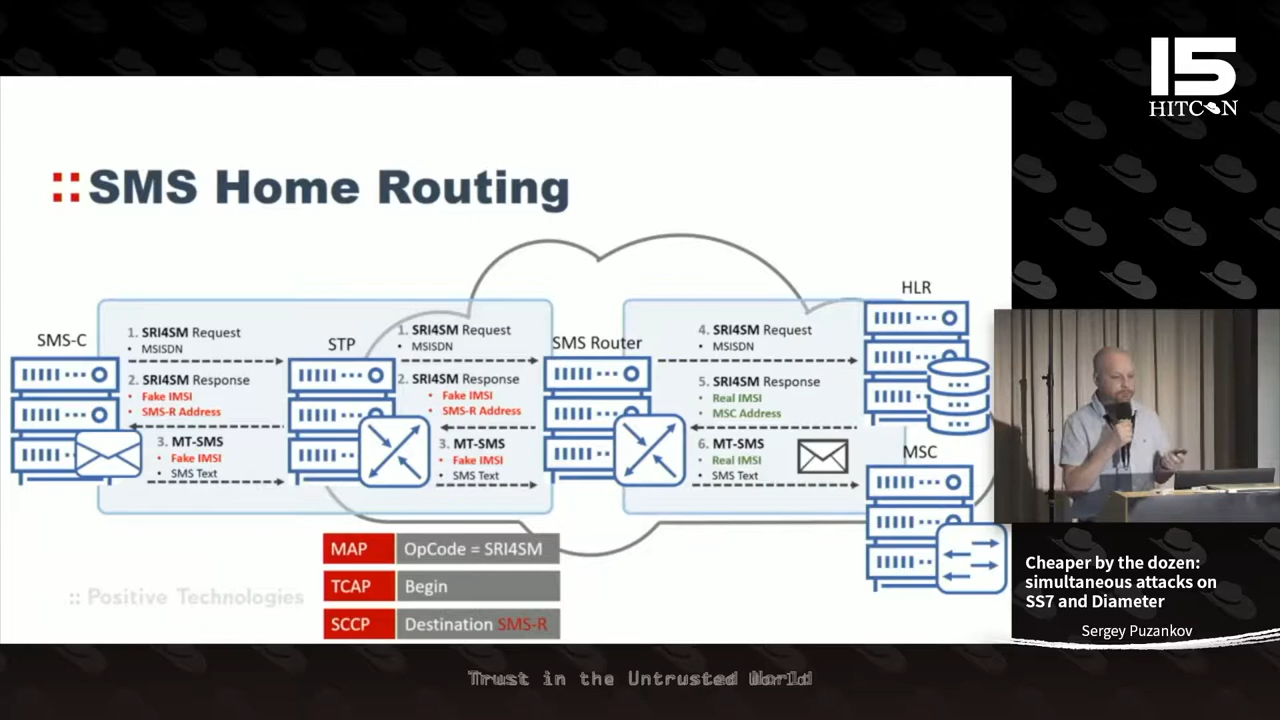 15
HITCON
:: SMS Home Routing
SMS-C
1. SRI4SM Request
• MSISDN
2. SRI4SM Response
• Fake IMSI
• SMS-R Address
3. MT-SMS
• Fake IMSI
• SMS Text
STP
1. SRI4SM Request
• MSISDN
2. SRI4SM Response
• Fake IMSI
• SMS-R Address
3. MT-SMS
• Fake IMSI
• SMS Text
SMS Router
4. SRI4SM Request
• MSISDN
5. SRI4SM Response
• Real IMSI
• MSC Address
6. MT-SMS
• Real IMSI
• SMS Text
HLR
MSC
MAP OpCode = SRI4SM
TCAP Begin
SCCP Destination SMS-R
:: Positive Technologies
Cheaper by the dozen:
simultaneous attacks on
SS7 and Diameter
Sergey Puzankov
Trust in the Untrusted World